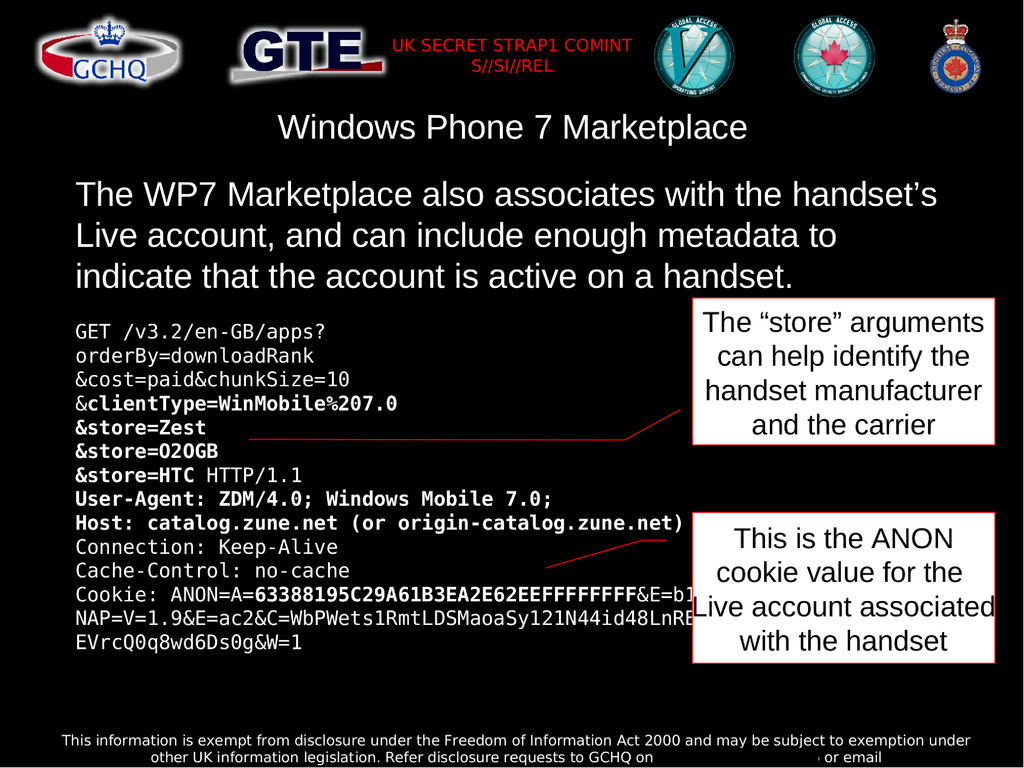 GCHQ
GTE
UK SECRET STRAP1 COMINT
S//SI//REL
GLOBAL ACCESS
V
OPERATIONS SUPPORT
GLOBAL ACCESS
Windows Phone 7 Marketplace
The WP7 Marketplace also associates with the handset’s
Live account, and can include enough metadata to
indicate that the account is active on a handset.
GET /v3.2/en-GB/apps?
orderBy=downloadRank
&cost=paid&chunkSize=10
&clientType=WinMobile%207.0
&store=Zest
&store=O2OGB
&store=HTC HTTP/1.1
User-Agent: ZDM/4.0; Windows Mobile 7.0;
Host: catalog.zune.net (or origin-catalog.zune.net)
Connection: Keep-Alive
Cache-Control: no-cache
Cookie: ANON=A=63388195C29A61B3EA2E62EEFFFFFFFF&E=b1
NAP=V=1.9&E=ac2&C=WbPWets1RmtLDSMaoaSy121N44id48LnRE
EVrcQ0q8wd6Ds0g&W=1
The “store” arguments
can help identify the
handset manufacturer
and the carrier
This is the ANON
cookie value for the
Live account associated
with the handset
This information is exempt from disclosure under the Freedom of Information Act 2000 and may be subject to exemption under
other UK information legislation. Refer disclosure requests to GCHQ on or email